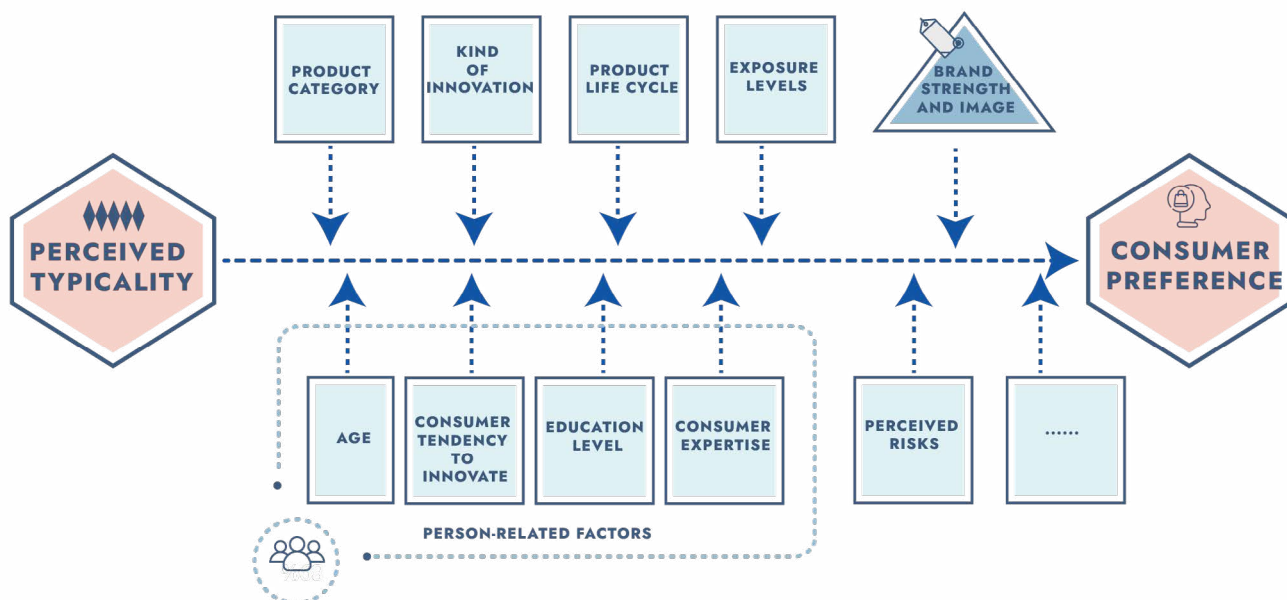 PRODUCT
CATEGORY
KIND
OF
INNOVATION
PRODUCT
LIFE CYCLE
EXPOSURE
LEVELS
BRAND
STRENGTH
AND IMAGE
PERCEIVED
TYPICALITY
CONSUMER
PREFERENCE
AGE
CONSUMER
TENDENCY
TO
INNOVATE
EDUCATION
LEVEL
CONSUMER
EXPERTISE
PERCEIVED
RISKS
......
PERSON-RELATED FACTORS